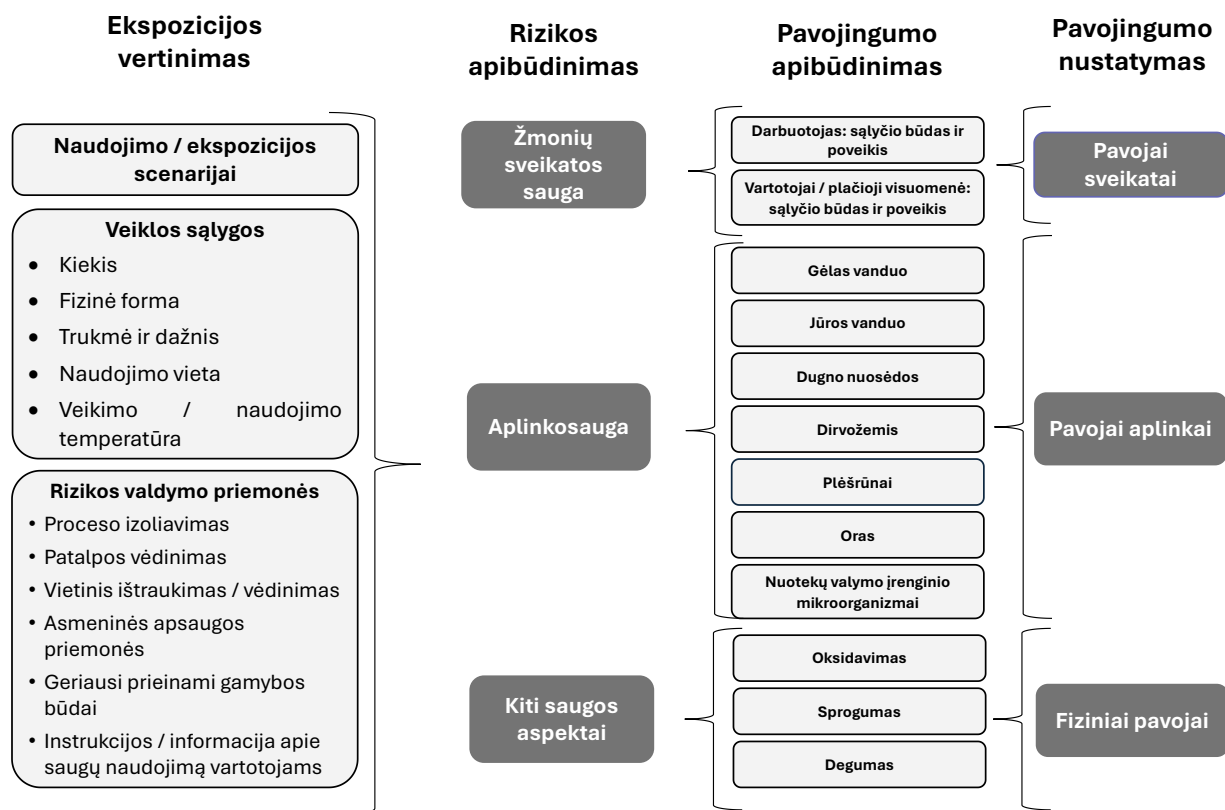 Ekspozicijos
vertinimas
Naudojimo / ekspozicijos
scenarijai
Veiklos sąlygos
• Kiekis
• Fizinė forma
• Trukmė ir dažnis
• Naudojimo vieta
• Veikimo / naudojimo
temperatūra
Rizikos valdymo priemonės
• Proceso izoliavimas
• Patalpos vėdinimas
• Vietinis ištraukimas / vėdinimas
• Asmeninės apsaugos
priemonės
• Geriausi prieinami gamybos
būdai
• Instrukcijos / informacija apie
saugų naudojimą vartotojams
Rizikos
apibūdinimas
Žmonių
sveikatos
sauga
Aplinkosauga
Kiti saugos
aspektai
Pavojingumo
apibūdinimas
Darbuotojas: sąlyčio būdas ir
poveikis
Vartotojai / plačioji visuomenė:
sąlyčio būdas ir poveikis
Gėlas vanduo
Jūros vanduo
Dugno nuosėdos
Dirvožemis
Plėšrūnai
Oras
Nuotekų valymo įrenginio
mikroorganizmai
Oksidavimas
Sprogumas
Degumas
Pavojingumo
nustatymas
Pavojai
sveikatai
Pavojai aplinkai
Fiziniai pavojai